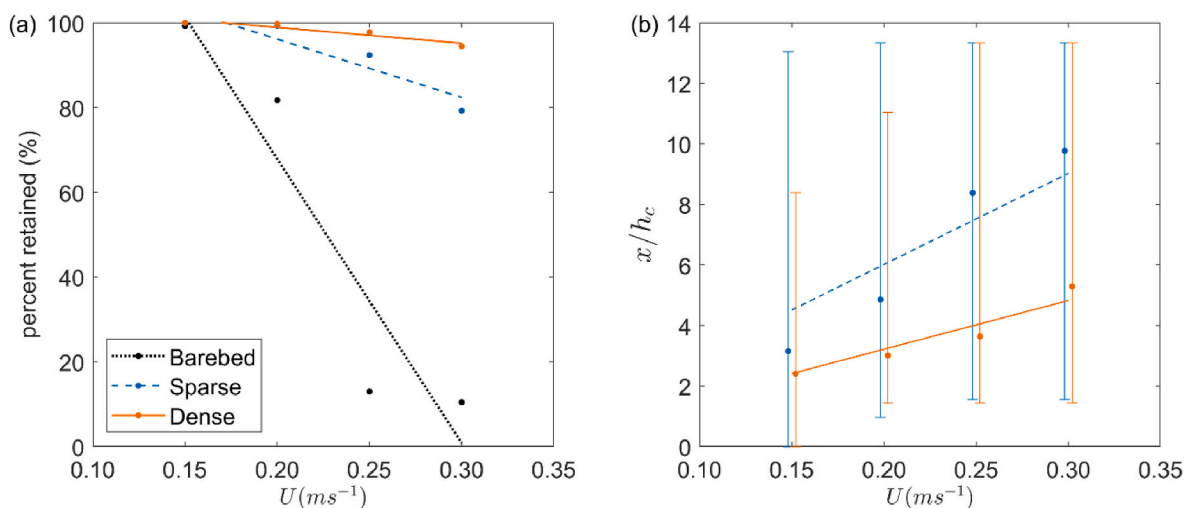 (a)
percent retained (%)
100
80
60
40
20
0
Barebed
Sparse
Dense
0.10 0.15 0.20 0.25 0.30 0.35
U(ms⁻¹)
(b)
x/h_c
14
12
10
8
6
4
2
0
0.10 0.15 0.20 0.25 0.30 0.35
U(ms⁻¹)